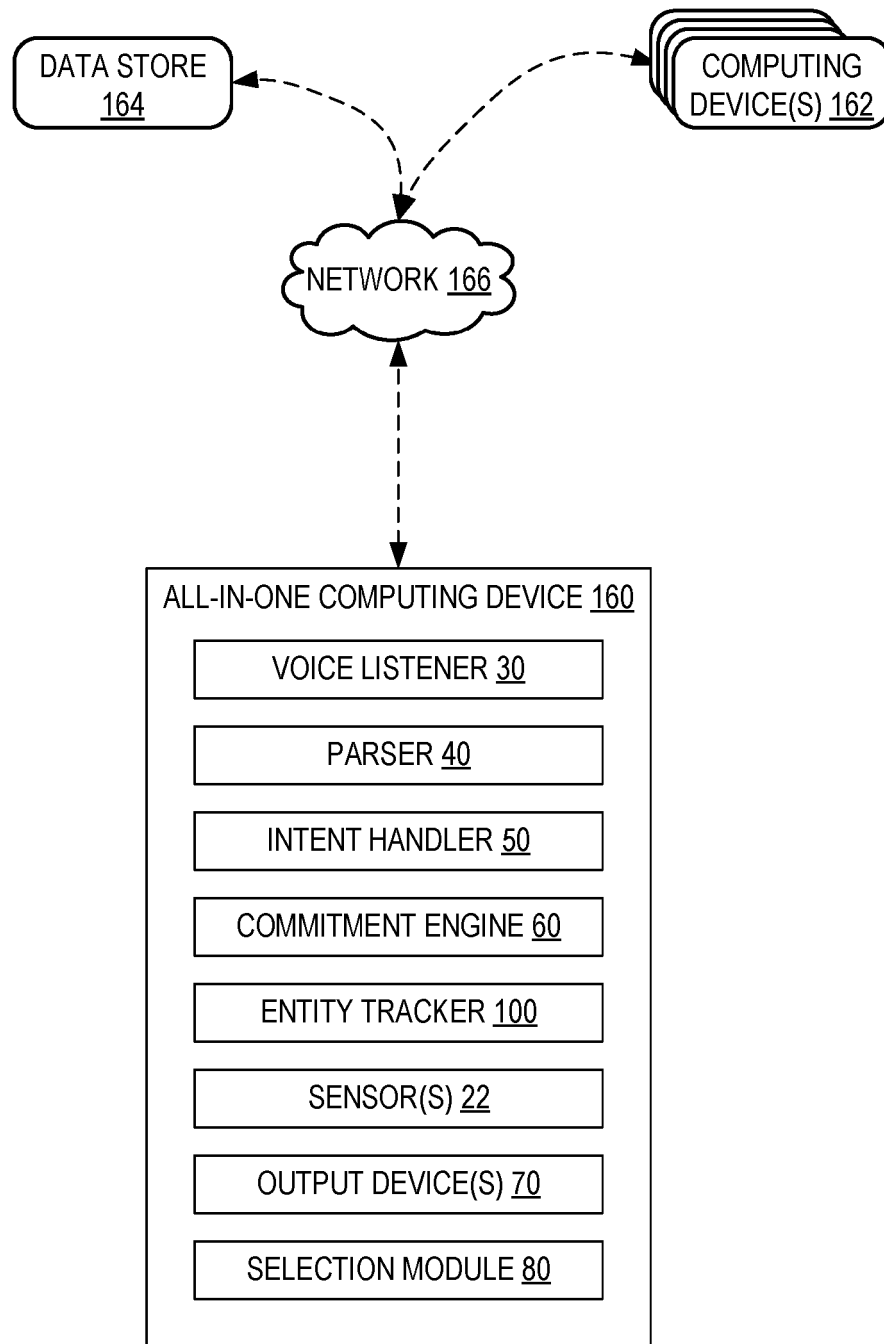 DATA STORE
164
COMPUTING
DEVICE(S) 162
NETWORK 166
ALL-IN-ONE COMPUTING DEVICE 160
VOICE LISTENER 30
PARSER 40
INTENT HANDLER 50
COMMITMENT ENGINE 60
ENTITY TRACKER 100
SENSOR(S) 22
OUTPUT DEVICE(S) 70
SELECTION MODULE 80